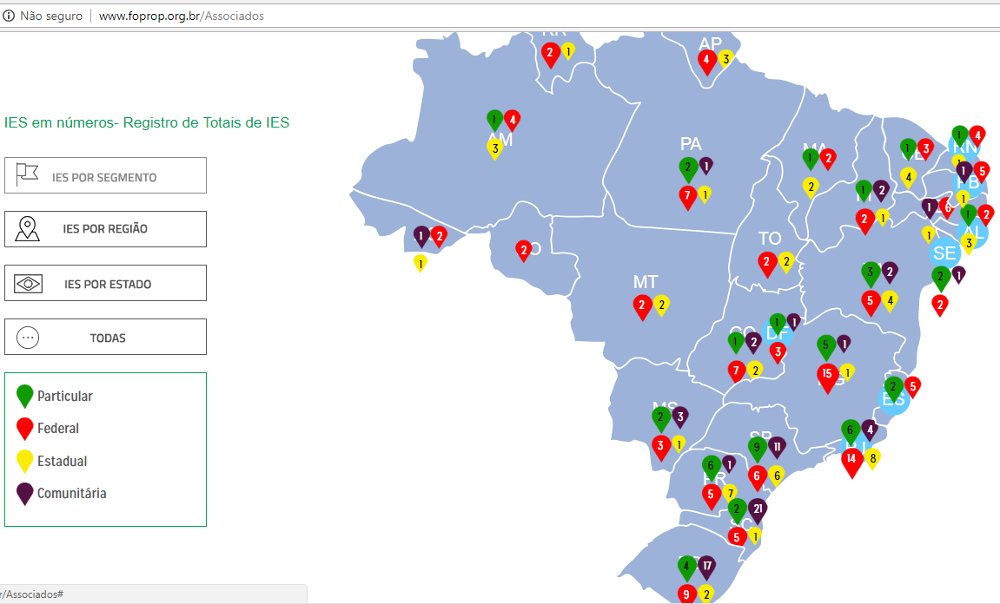 Não seguro
www.foprop.org.br/Associados
IES em números- Registro de Totais de IES
IES POR SEGMENTO
IES POR REGIÃO
IES POR ESTADO
TODAS
Particular
Federal
Estadual
Comunitária
r/Associados#
2 1
AP
4 3
1 4
AM
3
PA
2 1
7 1
MA
1 2
2
1 3
4
1 4
RN
1
1 5
PB
1
1 2
2 1
1 6
1
1 2
AL
3
SE
2 1
2
1 2
1
2
TO
2 2
MT
2 2
3 2
5 4
GO
1 2
7 2
DF
1 1
3
5 1
MG
15 1
2 5
ES
MS
2 3
3 1
6 4
RJ
14 8
SP
9 11
6 6
6 1
PR
5 7
2 21
SC
5 1
4 17
9 2